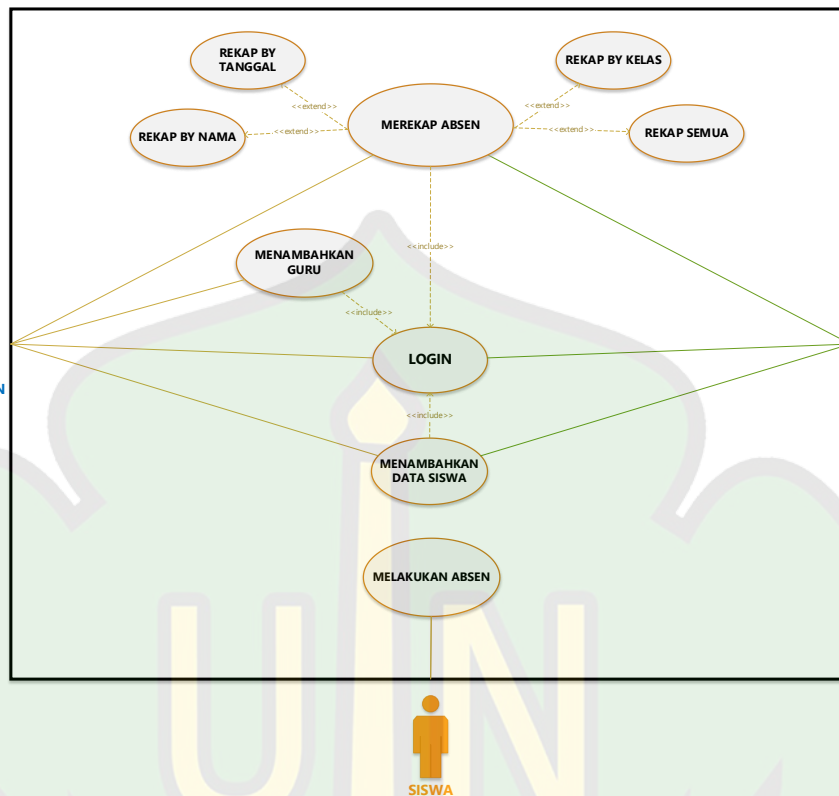 REKAP BY
TANGGAL
REKAP BY KELAS
<<extend>>
<<extend>>
MEREKAP ABSEN
REKAP BY NAMA
<<extend>>
<<extend>>
REKAP SEMUA
<<include>>
MENAMBAHKAN
GURU
<<include>>
LOGIN
N
<<include>>
MENAMBAHKAN
DATA SISWA
MELAKUKAN ABSEN
UIN
SISWA